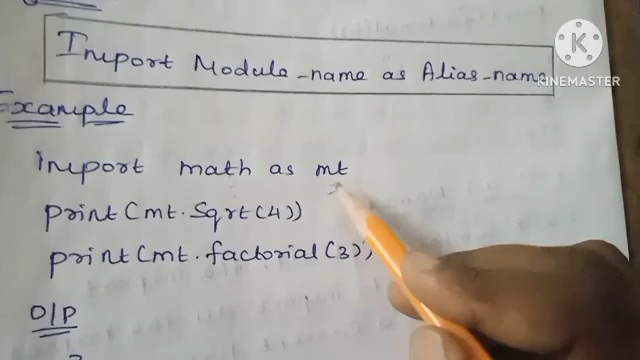 Import Module-name as Alias-name
KINEMASTER
Example
import math as mt
print(mt.sqrt(4))
print(mt.factorial(3))
O/P